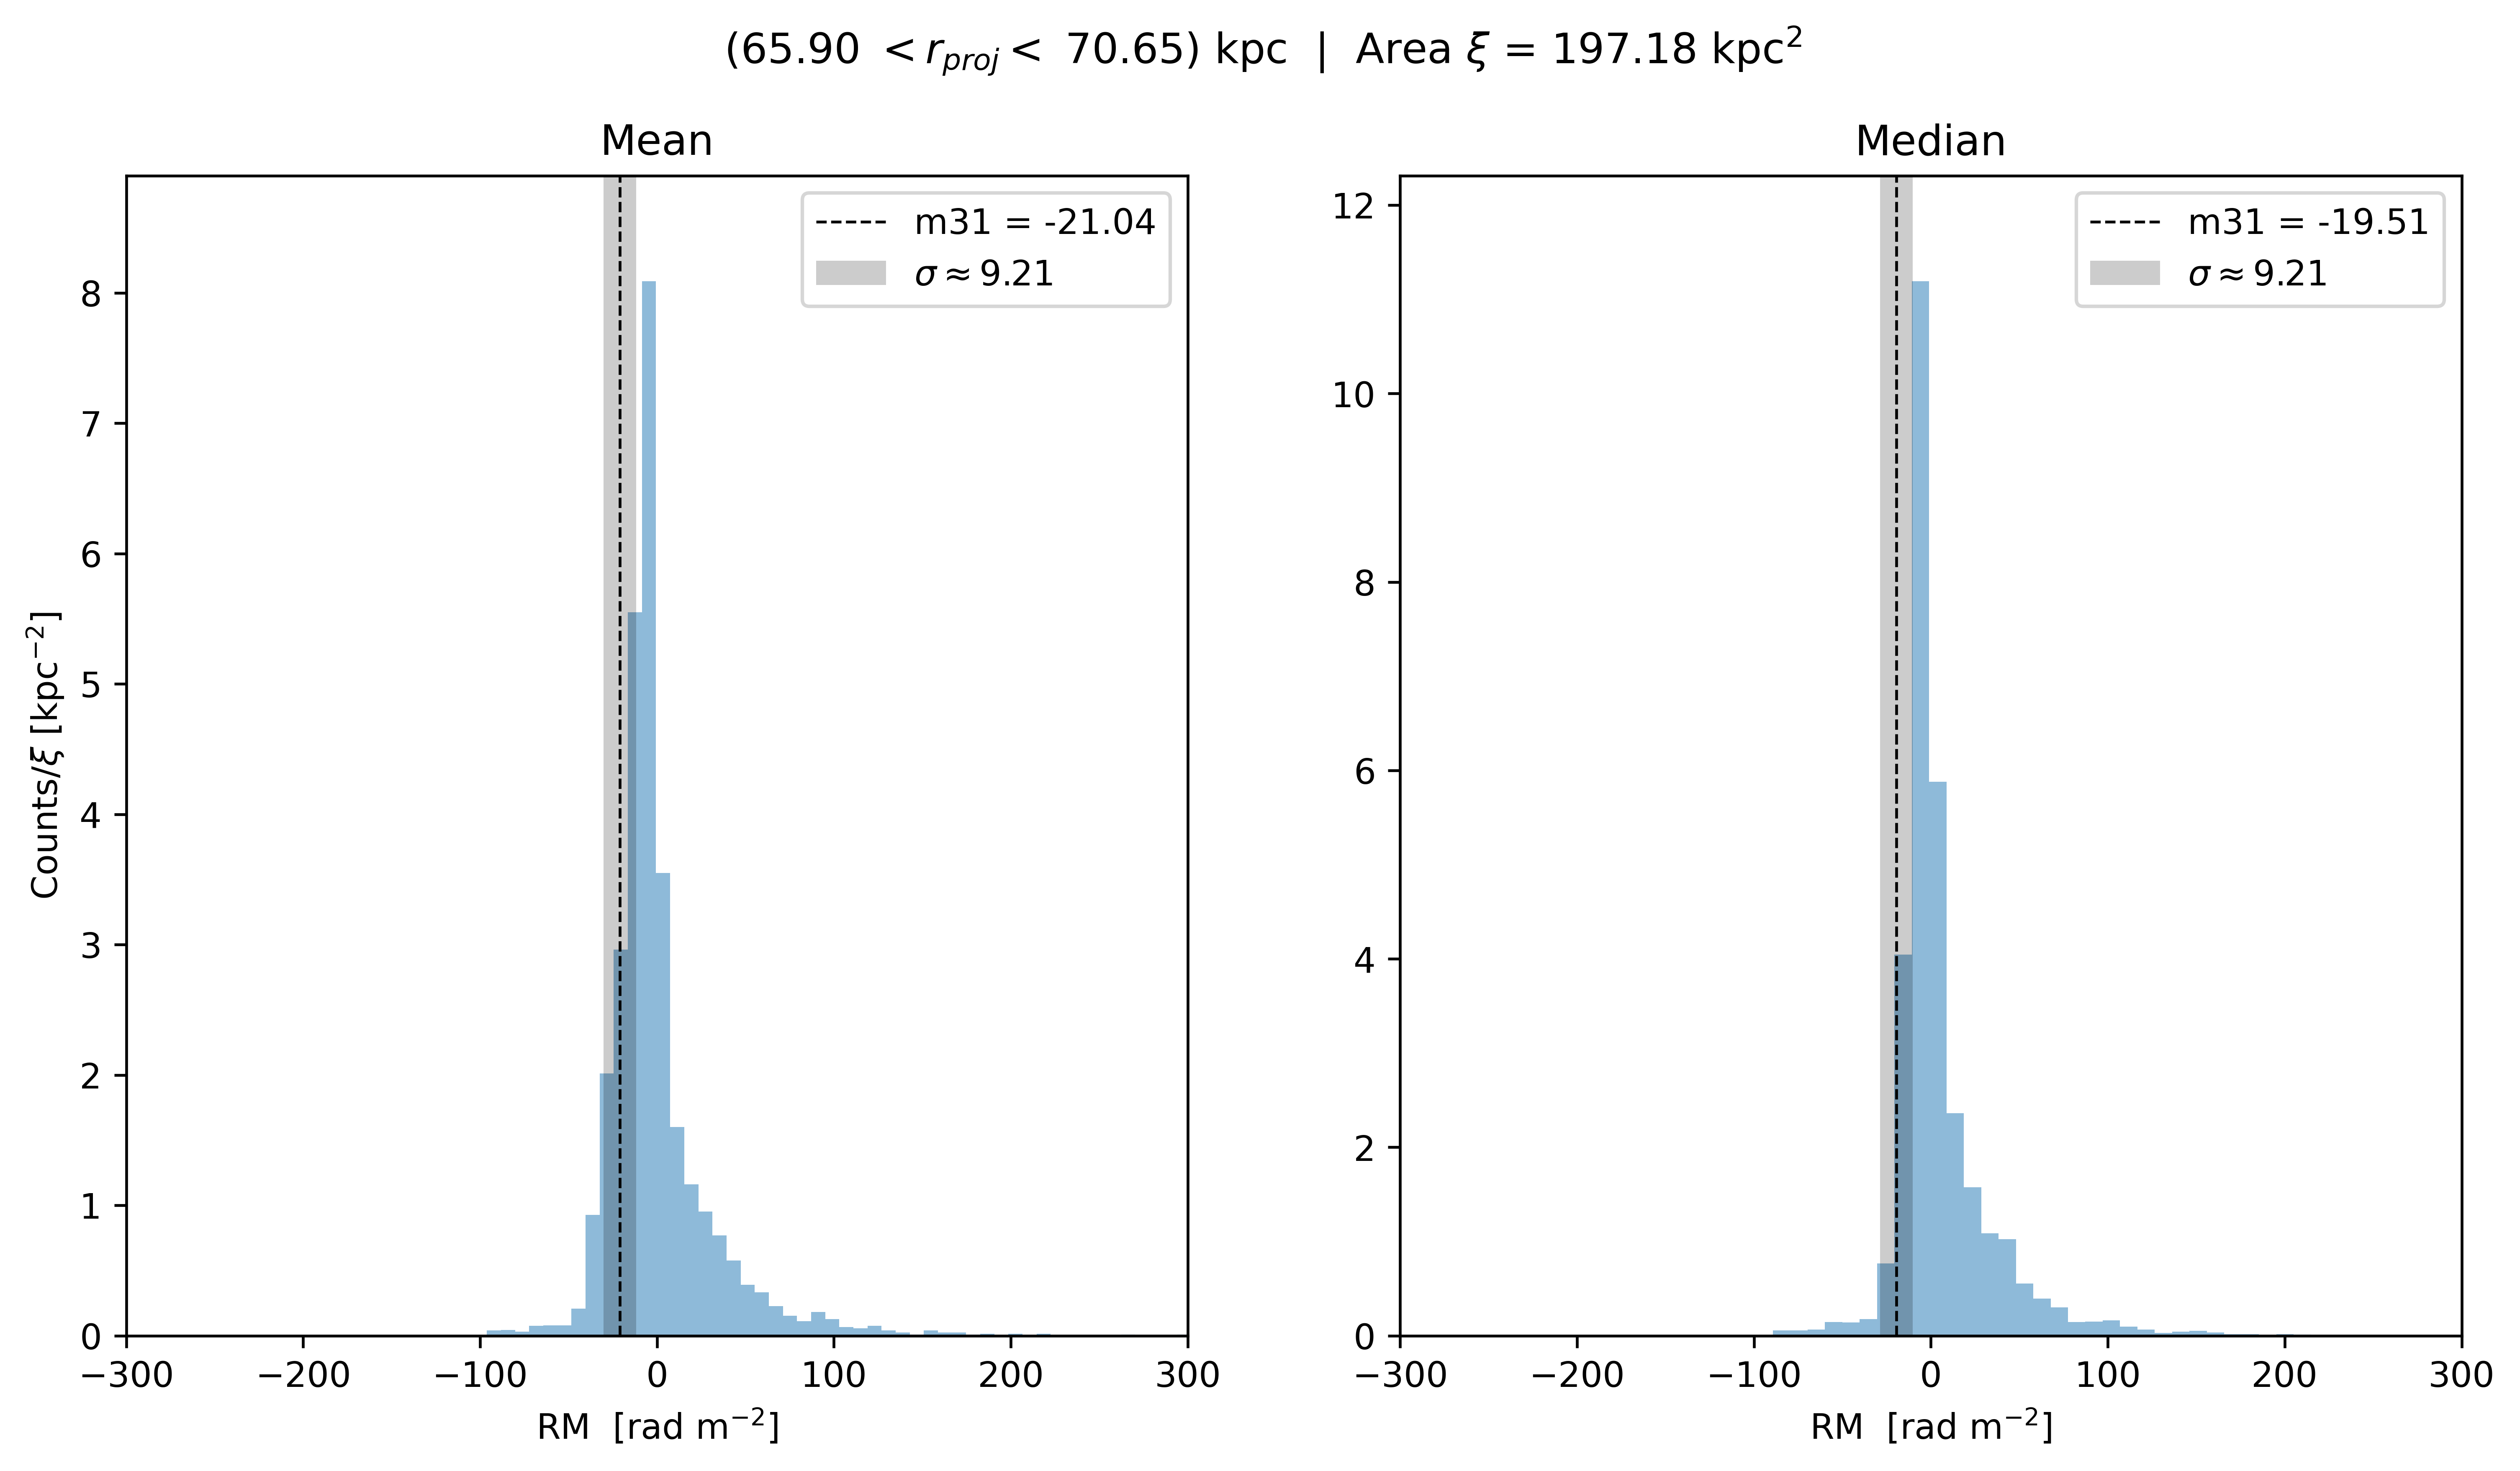 (65.90 < r_proj < 70.65) kpc | Area ξ = 197.18 kpc²
Mean
m31 = -21.04
σ ≈ 9.21
Counts/ξ [kpc⁻²]
8
7
6
5
4
3
2
1
0
−300 −200 −100 0 100 200 300
RM [rad m⁻²]
Median
m31 = -19.51
σ ≈ 9.21
12
10
8
6
4
2
0
−300 −200 −100 0 100 200 300
RM [rad m⁻²]